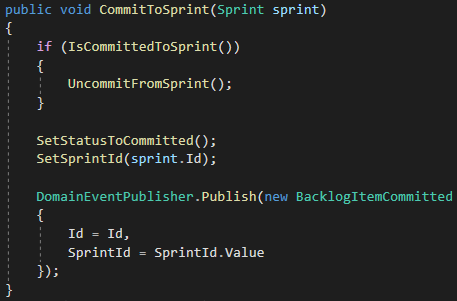 public void CommitToSprint(Sprint sprint)
{
    if (IsCommittedToSprint())
    {
        UncommitFromSprint();
    }

    SetStatusToCommitted();
    SetSprintId(sprint.Id);

    DomainEventPublisher.Publish(new BacklogItemCommitted
    {
        Id = Id,
        SprintId = SprintId.Value
    });
}